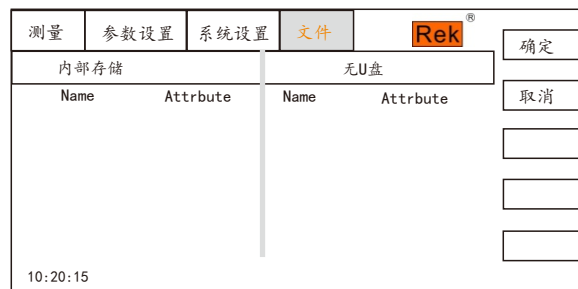 测量 参数设置 系统设置 文件 Rek®
确定
内部存储 无U盘
取消
Name Attrbute Name Attrbute
10:20:15